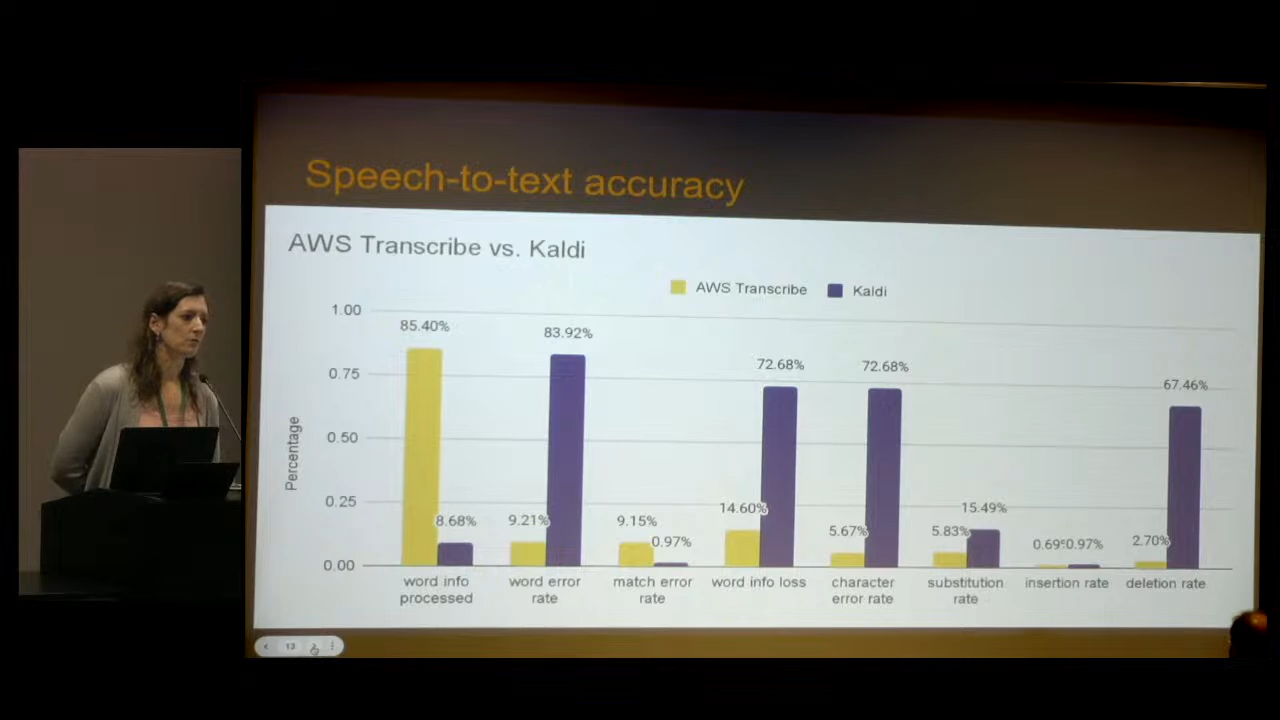 Speech-to-text accuracy
AWS Transcribe vs. Kaldi
AWS Transcribe
Kaldi
Percentage
1.00
0.75
0.50
0.25
0.00
85.40%
8.68%
9.21%
83.92%
9.15%
0.97%
14.60%
72.68%
5.67%
72.68%
5.83%
15.49%
0.69%
0.97%
2.70%
67.46%
word info
processed
word error
rate
match error
rate
word info loss
character
error rate
substitution
rate
insertion rate
deletion rate
13